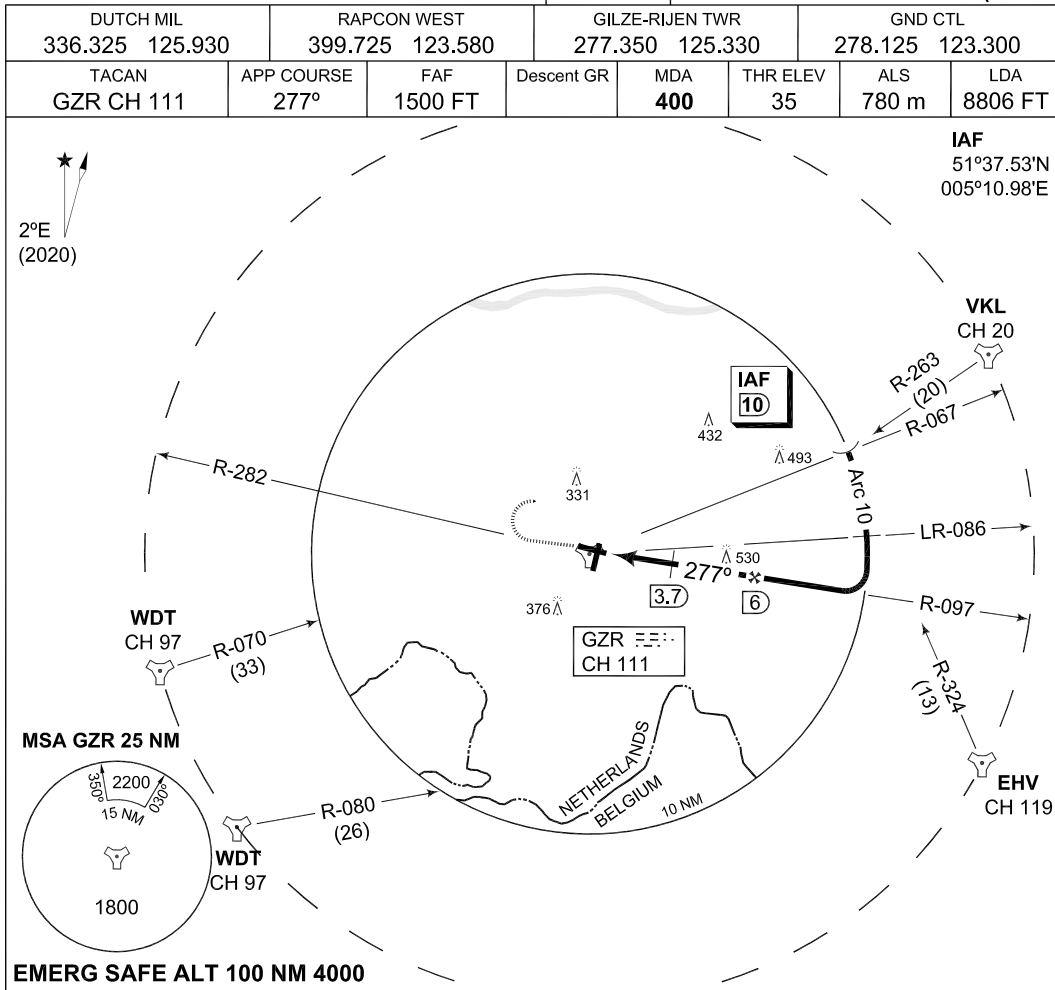 DUTCH MIL
336.325 125.930
RAPCON WEST
399.725 123.580
GILZE-RIJEN TWR
277.350 125.330
GND CTL
278.125 123.300
TACAN
GZR CH 111
APP COURSE
277º
FAF
1500 FT
Descent GR
MDA
400
THR ELEV
35
ALS
780 m
LDA
8806 FT
IAF
51º37.53'N
005º10.98'E
2ºE
(2020)
VKL
CH 20
R-263
(20)
R-067
IAF
10
432
493
R-282
331
Arc 10
LR-086
530
277º
3.7
6
376
R-097
WDT
CH 97
R-070
(33)
GZR
CH 111
R-324
(13)
MSA GZR 25 NM
350º
2200
030º
15 NM
1800
NETHERLANDS
BELGIUM
10 NM
EHV
CH 119
R-080
(26)
WDT
CH 97
EMERG SAFE ALT 100 NM 4000